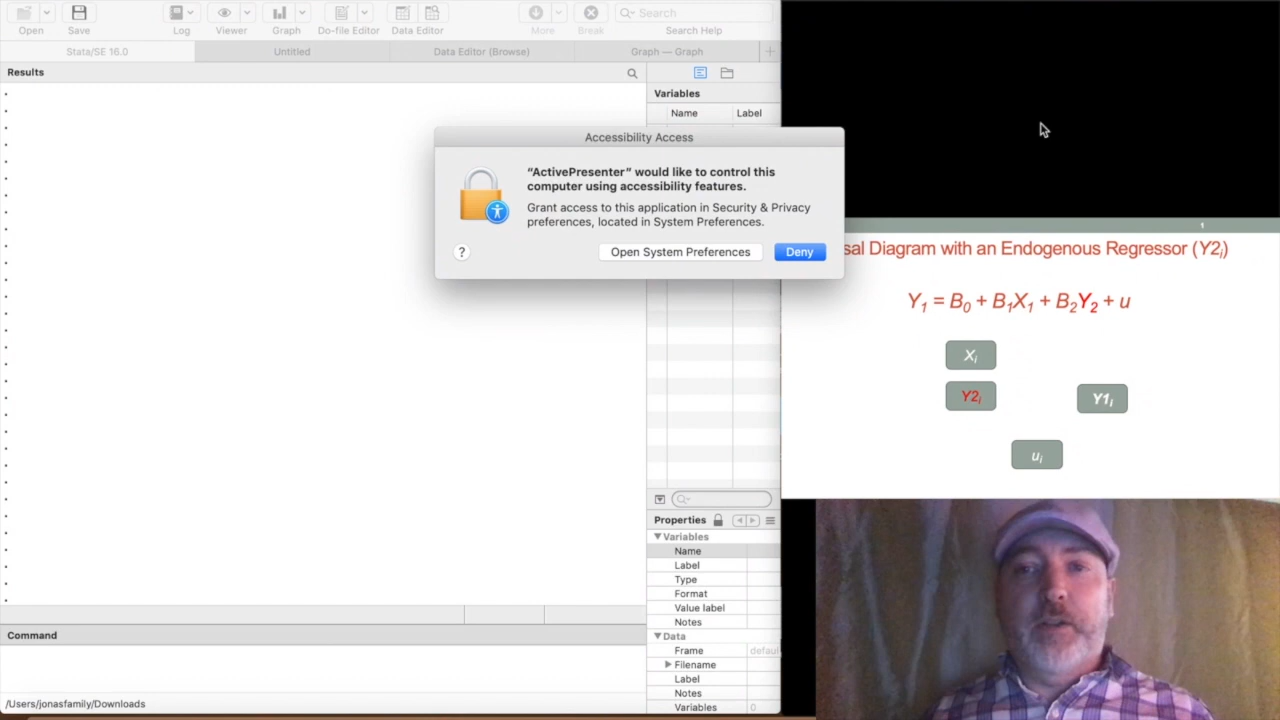 Open
Save
Log
Viewer
Graph
Do-file Editor
Data Editor
More
Break
Search
Search Help
Stata/SE 16.0
Untitled
Data Editor (Browse)
Graph — Graph
Results
Variables
Name
Label
Accessibility Access
“ActivePresenter” would like to control this
computer using accessibility features.
Grant access to this application in Security & Privacy
preferences, located in System Preferences.
?
Open System Preferences
Deny
1
sal Diagram with an Endogenous Regressor (Y2i)
Y1 = B0 + B1X1 + B2Y2 + u
Xi
Y2i
Y1i
ui
Properties
Variables
Name
Label
Type
Format
Value label
Notes
Data
Frame
defaul
Filename
Label
Notes
Variables
0
Command
/Users/jonasfamily/Downloads